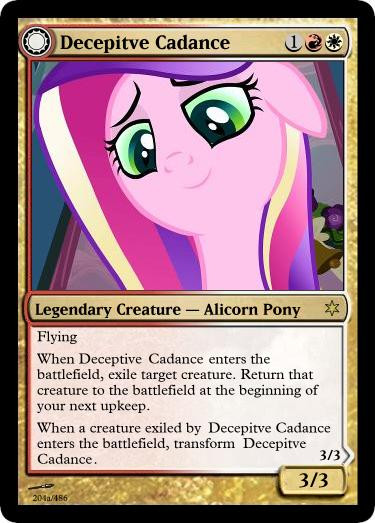 Decepitve Cadance 1
Legendary Creature — Alicorn Pony
Flying
When Deceptive Cadance enters the
battlefield, exile target creature. Return that
creature to the battlefield at the beginning of
your next upkeep.
When a creature exiled by Decepitve Cadance
enters the battlefield, transform Decepitve
Cadance.
3/3
3/3
204a/486